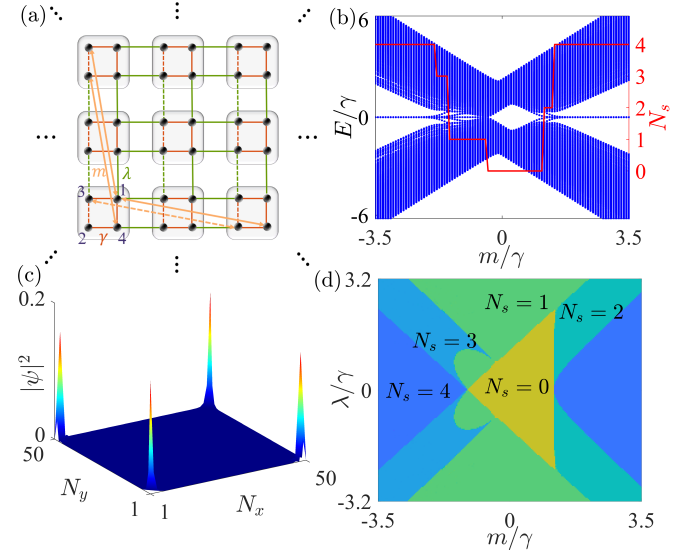 (a)
m
λ
3
1
2
γ
4
(b)
6
E/γ
0
-6
-3.5
0
3.5
m/γ
4
3
2
1
0
N_s
(c)
0.2
|ψ|²
0
50
N_y
1
1
N_x
50
(d)
3.2
λ/γ
0
-3.2
-3.5
0
3.5
m/γ
N_s = 1
N_s = 2
N_s = 3
N_s = 4
N_s = 0